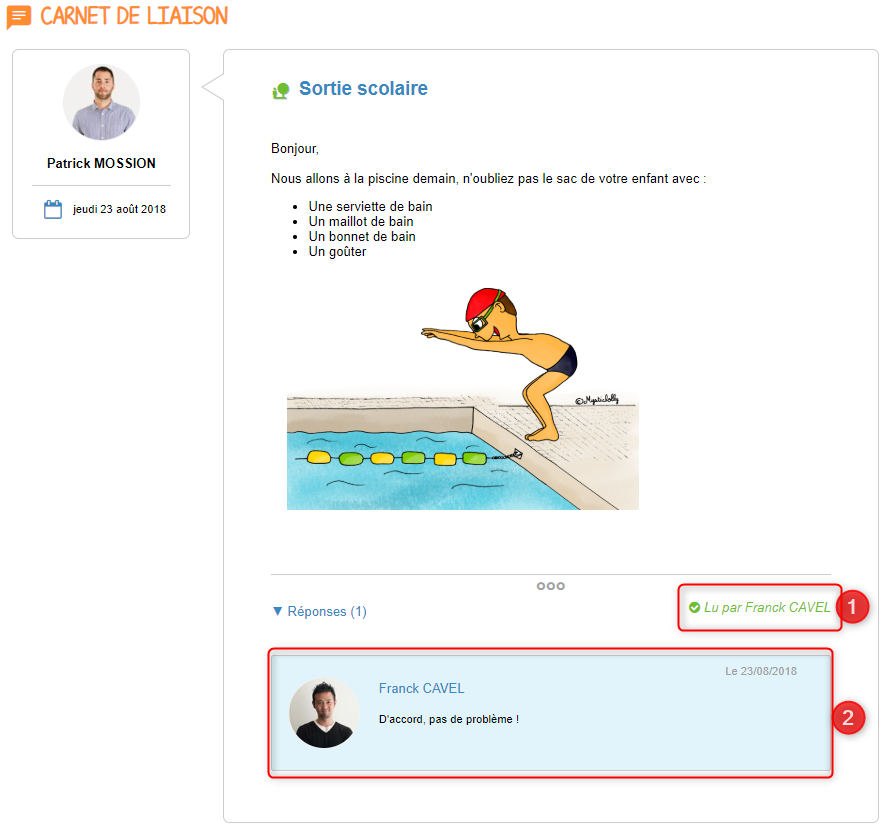 CARNET DE LIAISON
Patrick MOSSION
jeudi 23 août 2018
Sortie scolaire
Bonjour,
Nous allons à la piscine demain, n'oubliez pas le sac de votre enfant avec :
• Une serviette de bain
• Un maillot de bain
• Un bonnet de bain
• Un goûter
©Mysticlolly
▼ Réponses (1)
Lu par Franck CAVEL
1
Le 23/08/2018
Franck CAVEL
D'accord, pas de problème !
2